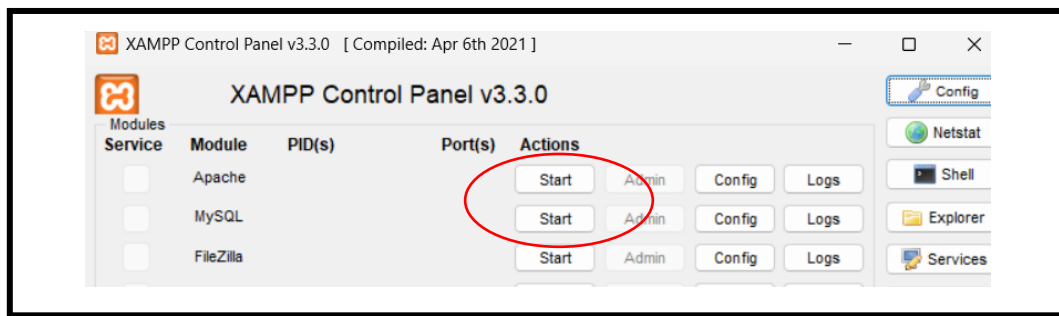 XAMPP Control Panel v3.3.0 [ Compiled: Apr 6th 2021 ]
XAMPP Control Panel v3.3.0
Config
Modules
Netstat
Service Module PID(s) Port(s) Actions
Apache Start Admin Config Logs
Shell
MySQL Start Admin Config Logs
Explorer
FileZilla Start Admin Config Logs
Services